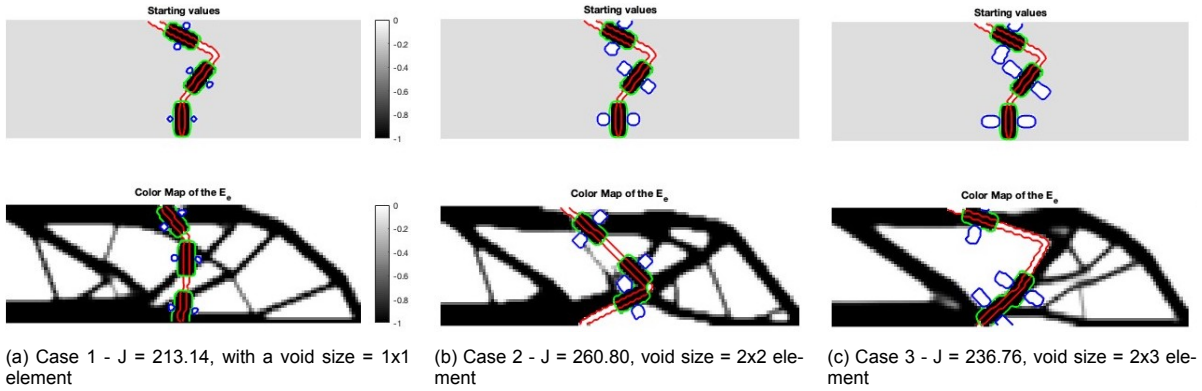 Starting values
0
-0.2
-0.4
-0.6
-0.8
-1
Color Map of the E_e
0
-0.2
-0.4
-0.6
-0.8
-1
(a) Case 1 - J = 213.14, with a void size = 1x1
element
Starting values
Color Map of the E_e
(b) Case 2 - J = 260.80, void size = 2x2 ele-
ment
Starting values
Color Map of the E_e
(c) Case 3 - J = 236.76, void size = 2x3 ele-
ment